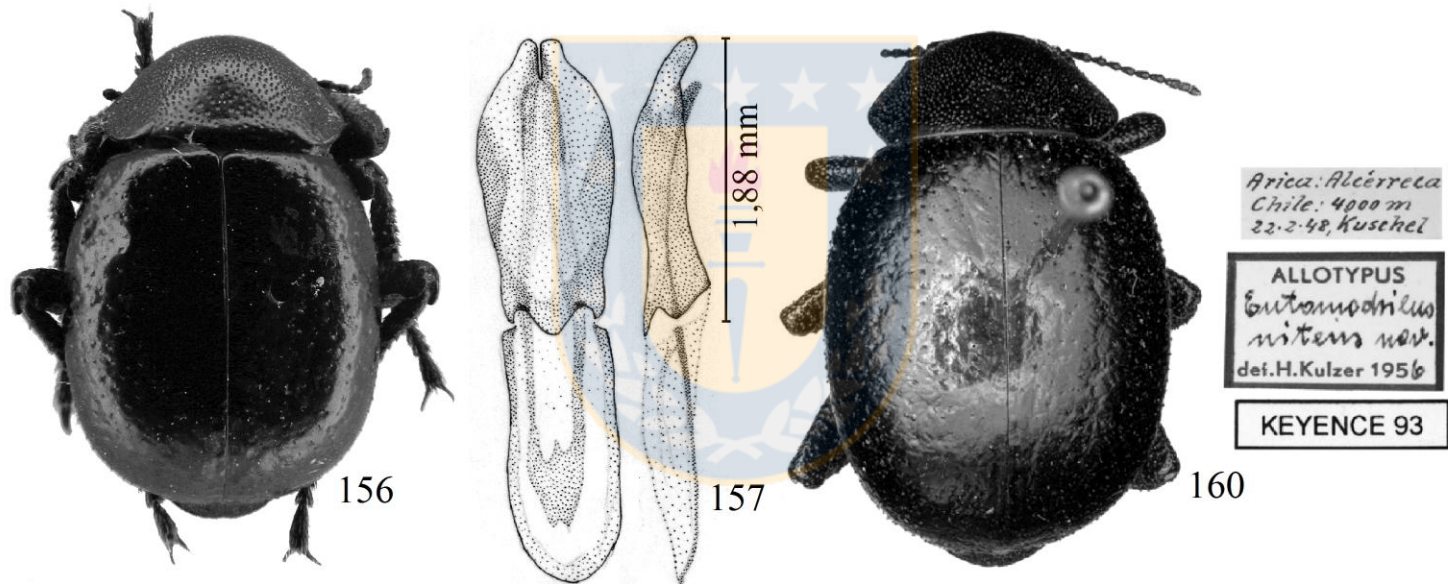 156
1,88 mm
157
160
Arica: Alcérreca
Chile: 4000 m
22·2·48, Kuschel
ALLOTYPUS
Entomodrilus
nitens nov.
det. H. Kulzer 1956
KEYENCE 93